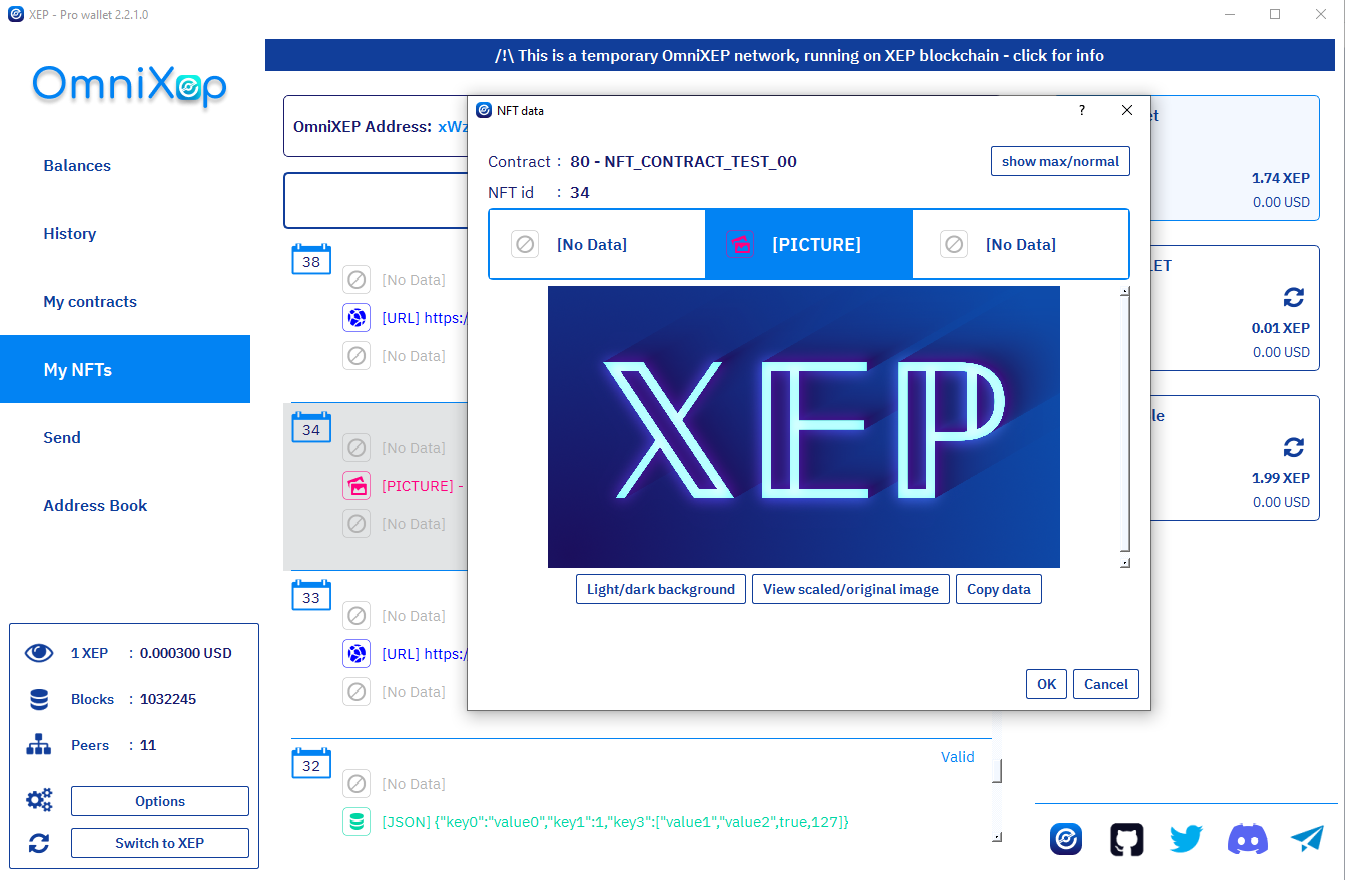 XEP - Pro wallet 2.2.1.0
OmniXep
/!\ This is a temporary OmniXEP network, running on XEP blockchain - click for info
Balances
History
My contracts
My NFTs
Send
Address Book
1 XEP : 0.000300 USD
Blocks : 1032245
Peers : 11
Options
Switch to XEP
OmniXEP Address:
38
[No Data]
[URL] https:/
[No Data]
34
[No Data]
[PICTURE] -
[No Data]
33
[No Data]
[URL] https:/
[No Data]
32
Valid
[No Data]
[JSON] {"key0":"value0","key1":1,"key3":["value1","value2",true,127]}
NFT data
?
Contract : 80 - NFT_CONTRACT_TEST_00
show max/normal
NFT id : 34
[No Data]
[PICTURE]
[No Data]
XEP
Light/dark background
View scaled/original image
Copy data
OK
Cancel
1.74 XEP
0.00 USD
0.01 XEP
0.00 USD
1.99 XEP
0.00 USD